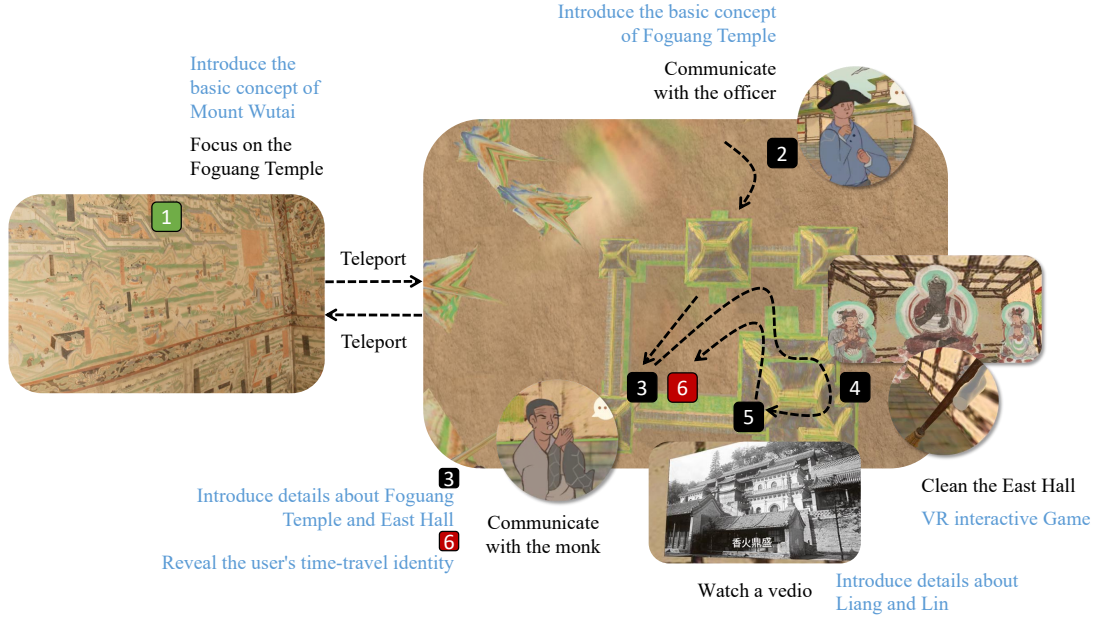 Introduce the basic concept
of Foguang Temple
Communicate
with the officer
Introduce the
basic concept of
Mount Wutai
Focus on the
Foguang Temple
1
2
Teleport
Teleport
3
6
4
5
3
Introduce details about Foguang
Temple and East Hall
6
Reveal the user's time-travel identity
Communicate
with the monk
香火鼎盛
Watch a vedio
Clean the East Hall
VR interactive Game
Introduce details about
Liang and Lin